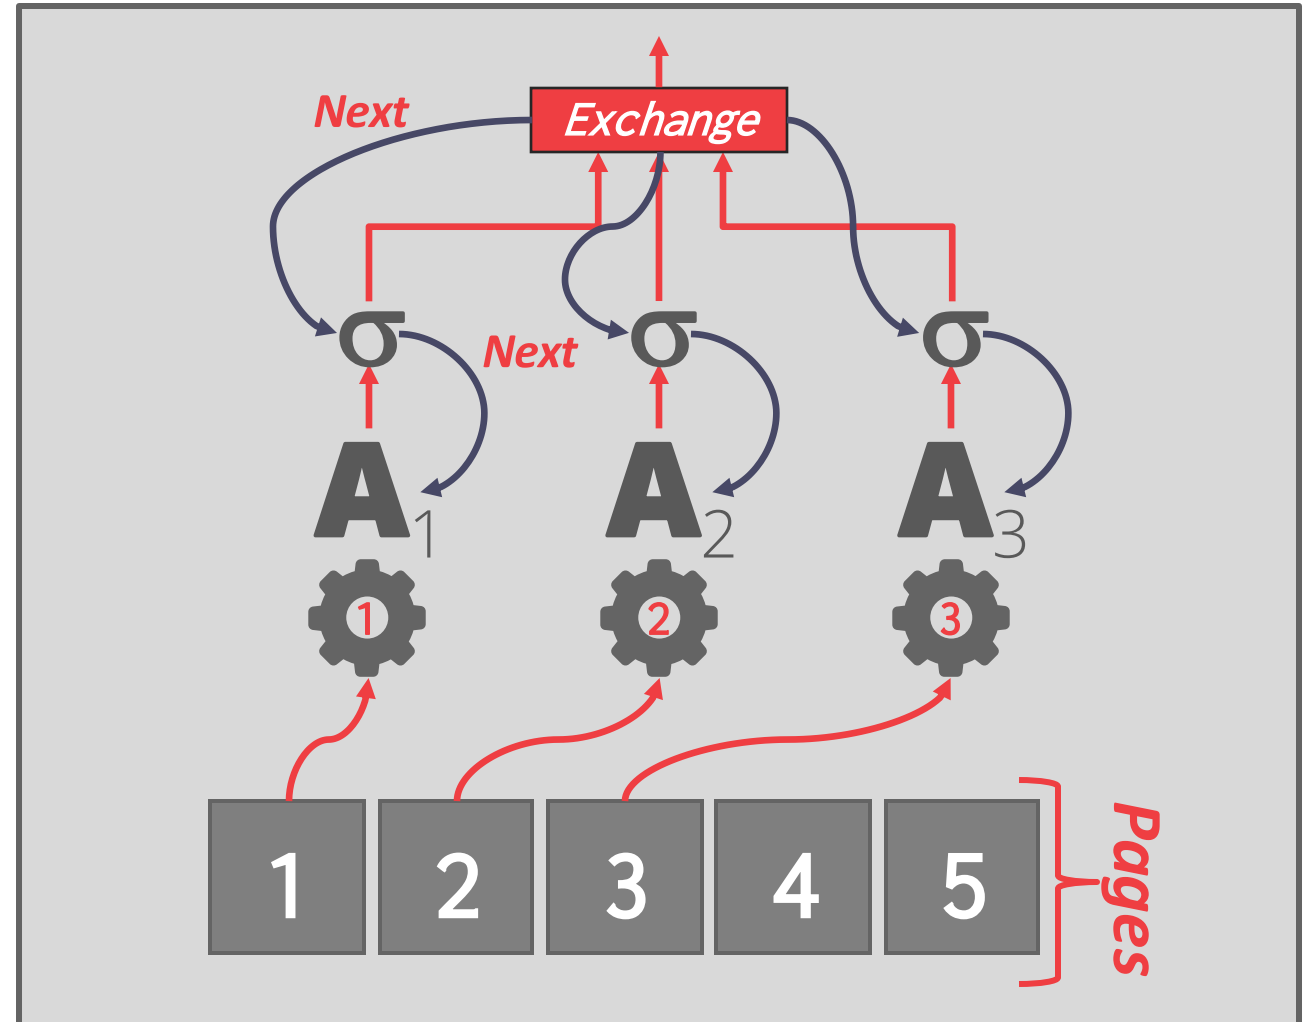 Next
Exchange
σ σ σ
Next
A1 A2 A3
1 2 3
1 2 3 4 5
Pages